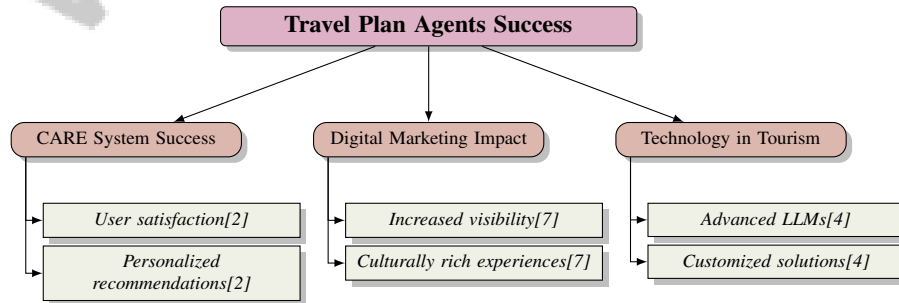 Travel Plan Agents Success
CARE System Success
Digital Marketing Impact
Technology in Tourism
User satisfaction[2]
Increased visibility[7]
Advanced LLMs[4]
Personalized
recommendations[2]
Culturally rich experiences[7]
Customized solutions[4]